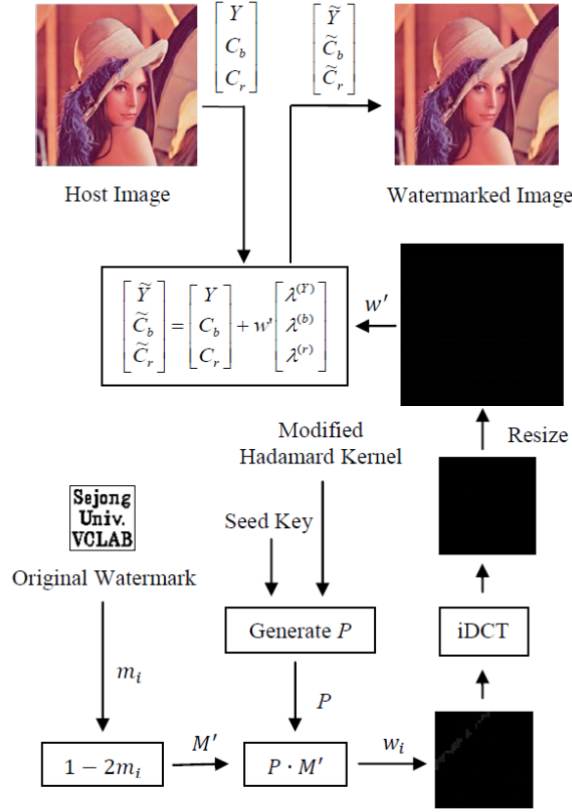 [Y C_b C_r]
[Ỹ C̃_b C̃_r]
Host Image
Watermarked Image
[Ỹ C̃_b C̃_r] = [Y C_b C_r] + w' [λ^(Y) λ^(b) λ^(r)]
w'
Modified
Hadamard Kernel
Resize
Sejong
Univ.
VCLAB
Seed Key
Original Watermark
Generate P
iDCT
m_i
P
1 − 2m_i
M'
P · M'
w_i